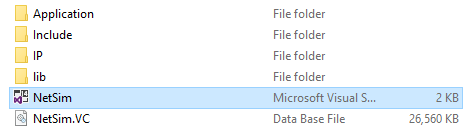 Application File folder
Include File folder
IP File folder
lib File folder
NetSim Microsoft Visual S... 2 KB
NetSim.VC Data Base File 26,560 KB